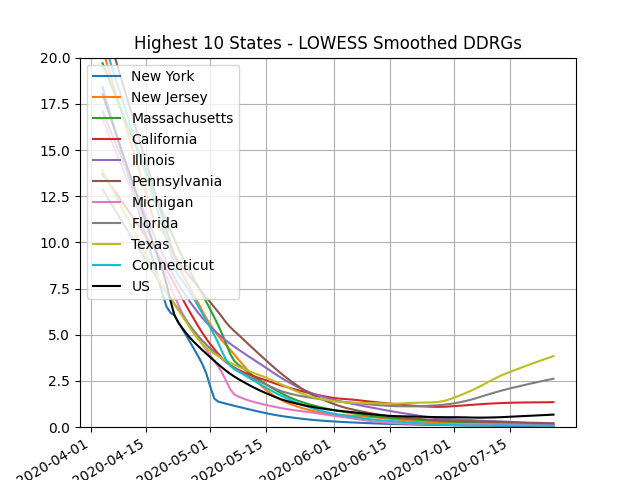 Highest 10 States - LOWESS Smoothed DDRGs
20.0
17.5
15.0
12.5
10.0
7.5
5.0
2.5
0.0
New York
New Jersey
Massachusetts
California
Illinois
Pennsylvania
Michigan
Florida
Texas
Connecticut
US
2020-04-01
2020-04-15
2020-05-01
2020-05-15
2020-06-01
2020-06-15
2020-07-01
2020-07-15